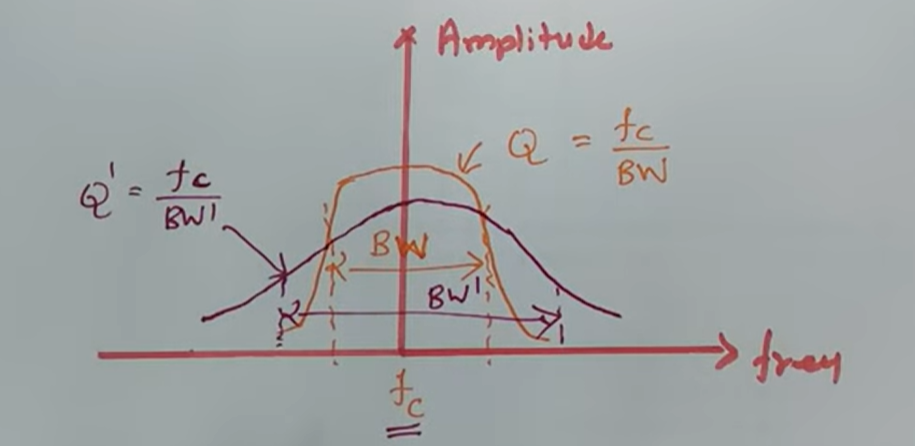 Amplitude
Q = fc / BW
Q' = fc / BW'
BW
BW'
freq
fc